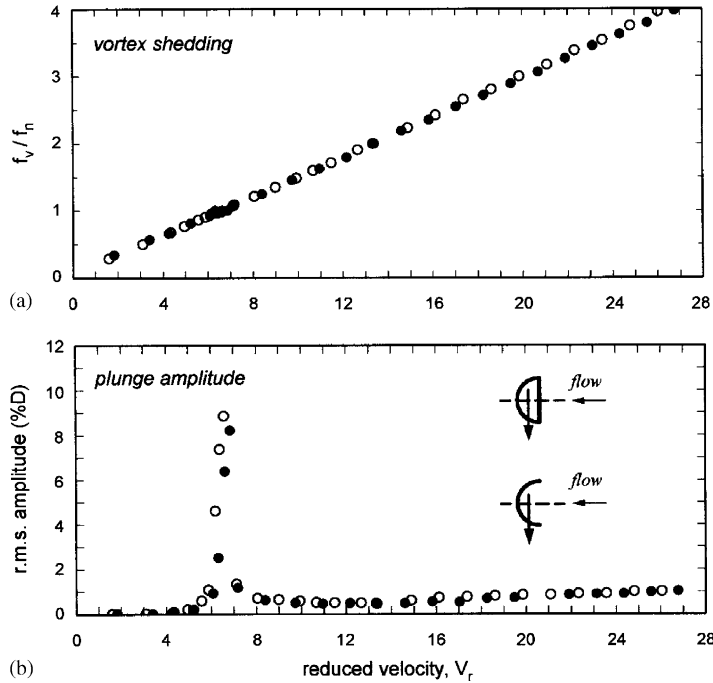 4
vortex shedding
3
f_v / f_n
2
1
0
(a)
0 4 8 12 16 20 24 28
12
plunge amplitude
10
flow
8
r.m.s. amplitude (%D)
6
flow
4
2
0
0 4 8 12 16 20 24 28
(b)
reduced velocity, V_r